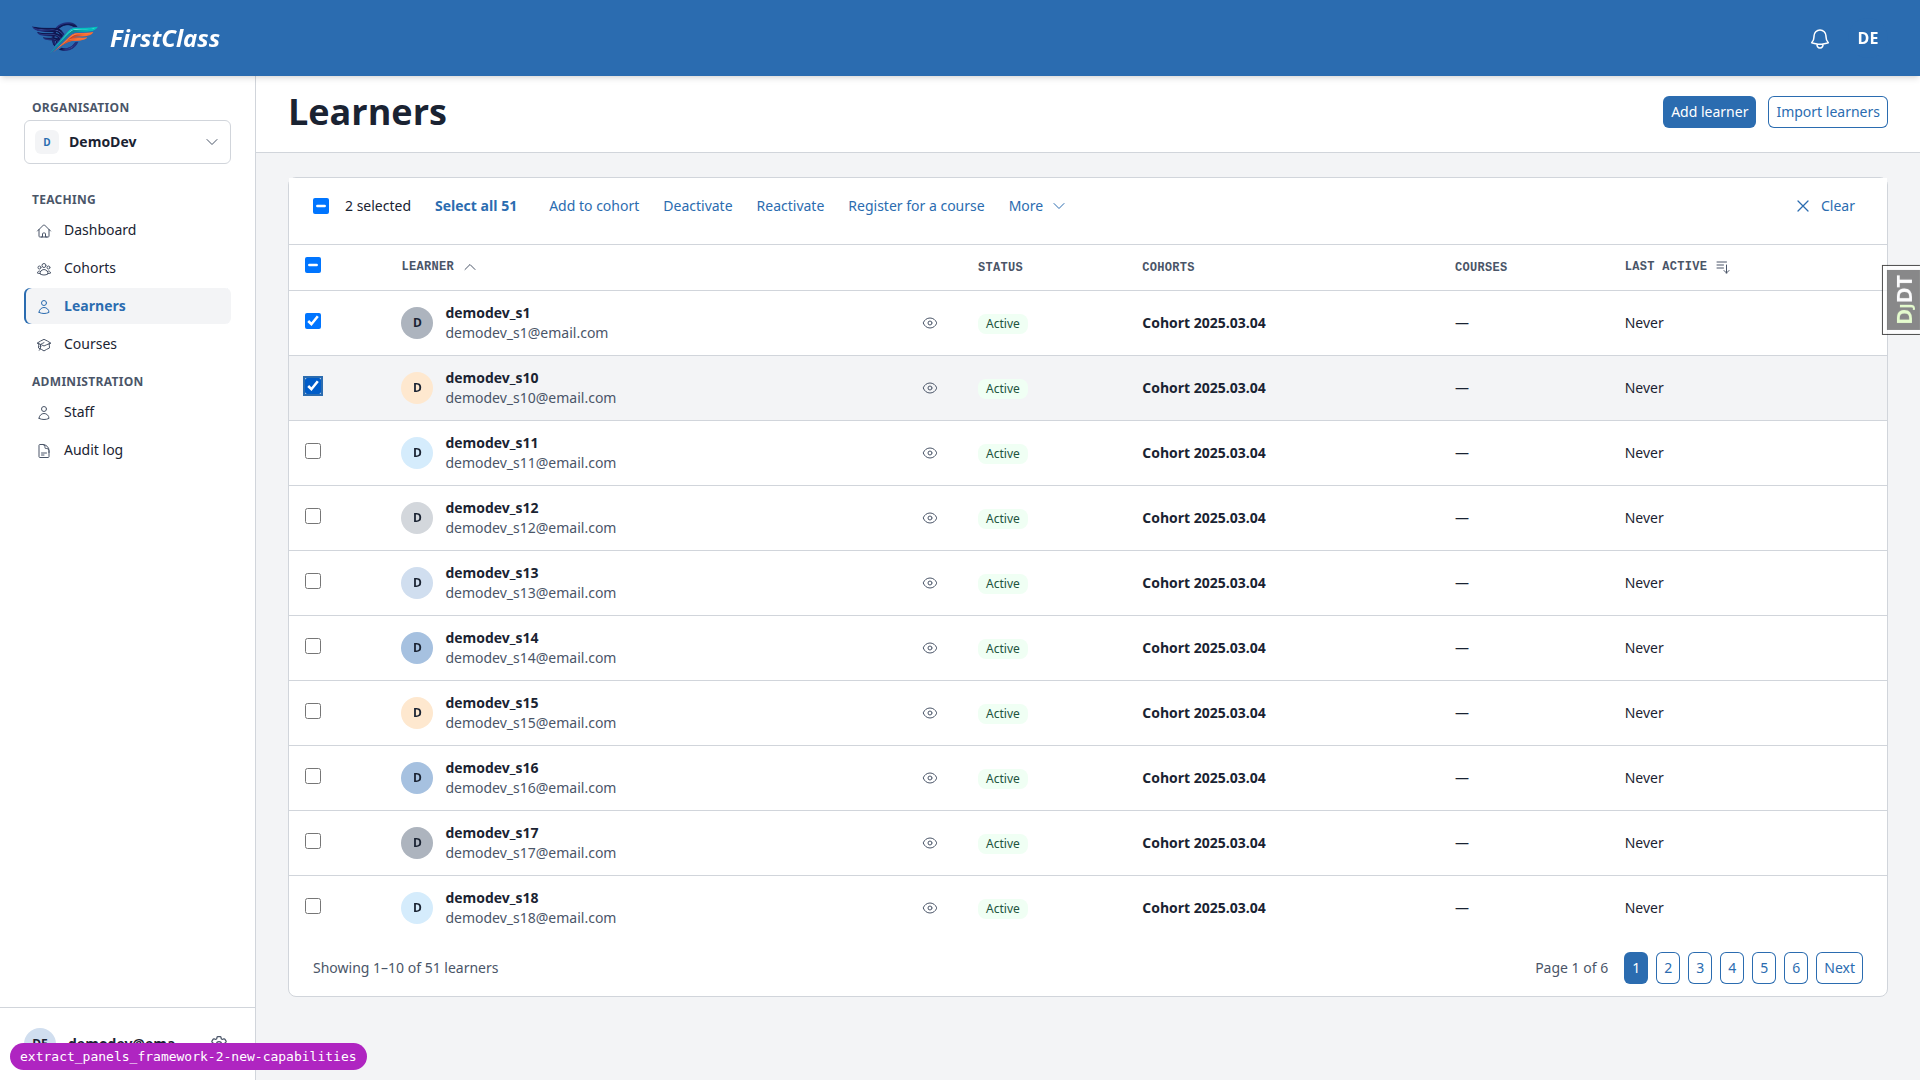 FirstClass
DE
ORGANISATION
D DemoDev
TEACHING
Dashboard
Cohorts
Learners
Courses
ADMINISTRATION
Staff
Audit log
Learners
Add learner
Import learners
2 selected Select all 51 Add to cohort Deactivate Reactivate Register for a course More Clear
LEARNER STATUS COHORTS COURSES LAST ACTIVE
D demodev_s1 Active Cohort 2025.03.04 — Never
demodev_s1@email.com
D demodev_s10 Active Cohort 2025.03.04 — Never
demodev_s10@email.com
D demodev_s11 Active Cohort 2025.03.04 — Never
demodev_s11@email.com
D demodev_s12 Active Cohort 2025.03.04 — Never
demodev_s12@email.com
D demodev_s13 Active Cohort 2025.03.04 — Never
demodev_s13@email.com
D demodev_s14 Active Cohort 2025.03.04 — Never
demodev_s14@email.com
D demodev_s15 Active Cohort 2025.03.04 — Never
demodev_s15@email.com
D demodev_s16 Active Cohort 2025.03.04 — Never
demodev_s16@email.com
D demodev_s17 Active Cohort 2025.03.04 — Never
demodev_s17@email.com
D demodev_s18 Active Cohort 2025.03.04 — Never
demodev_s18@email.com
Showing 1–10 of 51 learners
Page 1 of 6 1 2 3 4 5 6 Next
DjDT
DE demodev@ema
extract_panels_framework-2-new-capabilities